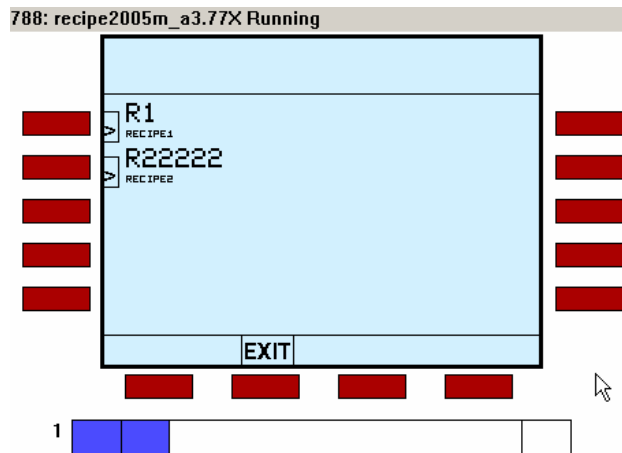 788: recipe2005m_a3.77X Running
R1
RECIPE1
R22222
RECIPE2
EXIT
1